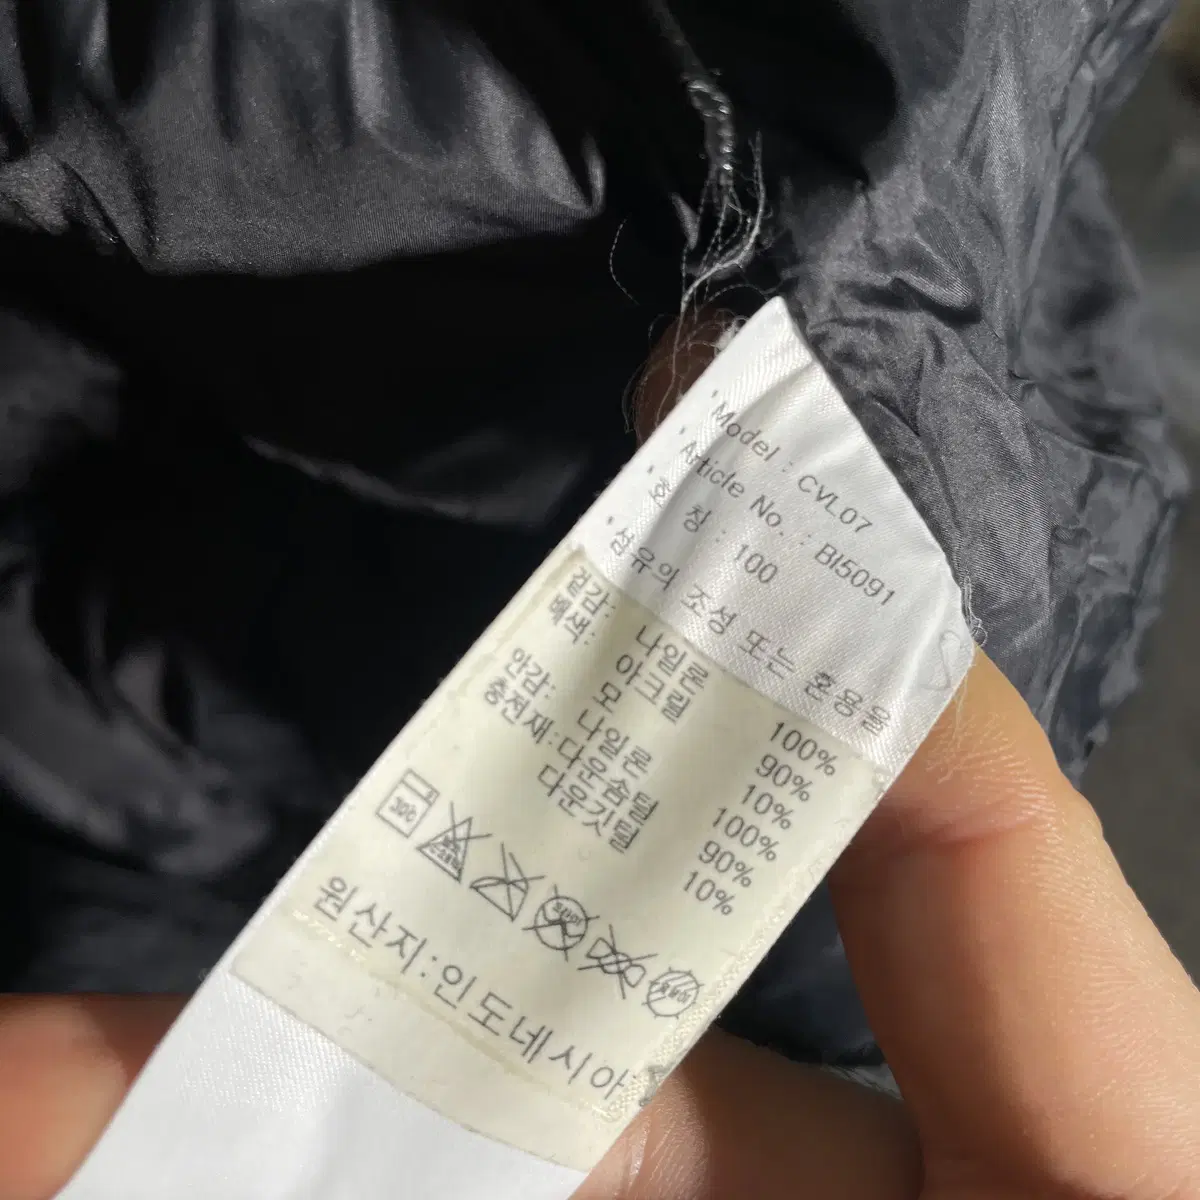 Model : CVL07
Article No. : BI5091
호 칭 : 100
섬유의 조성 또는 혼용율
겉감: 나일론 100%
배색: 아크릴 90%
모 10%
안감: 나일론 100%
충전재: 다운솜털 90%
다운깃털 10%
30℃
원산지:인도네시아